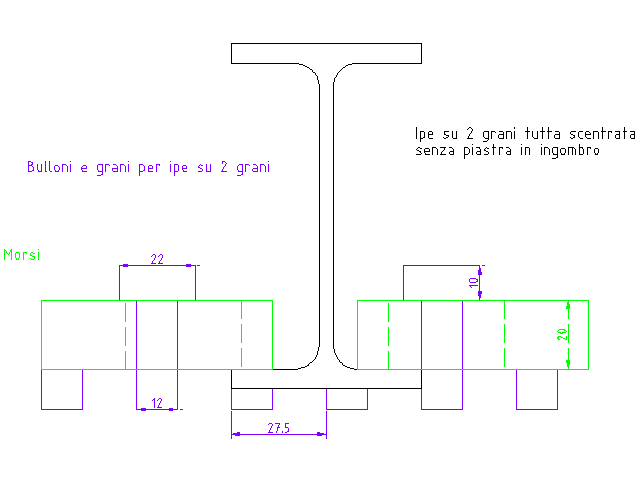 Ipe su 2 grani tutta scentrata
senza piastra in ingombro
Bulloni e grani per ipe su 2 grani
Morsi
22
10
20
12
27.5